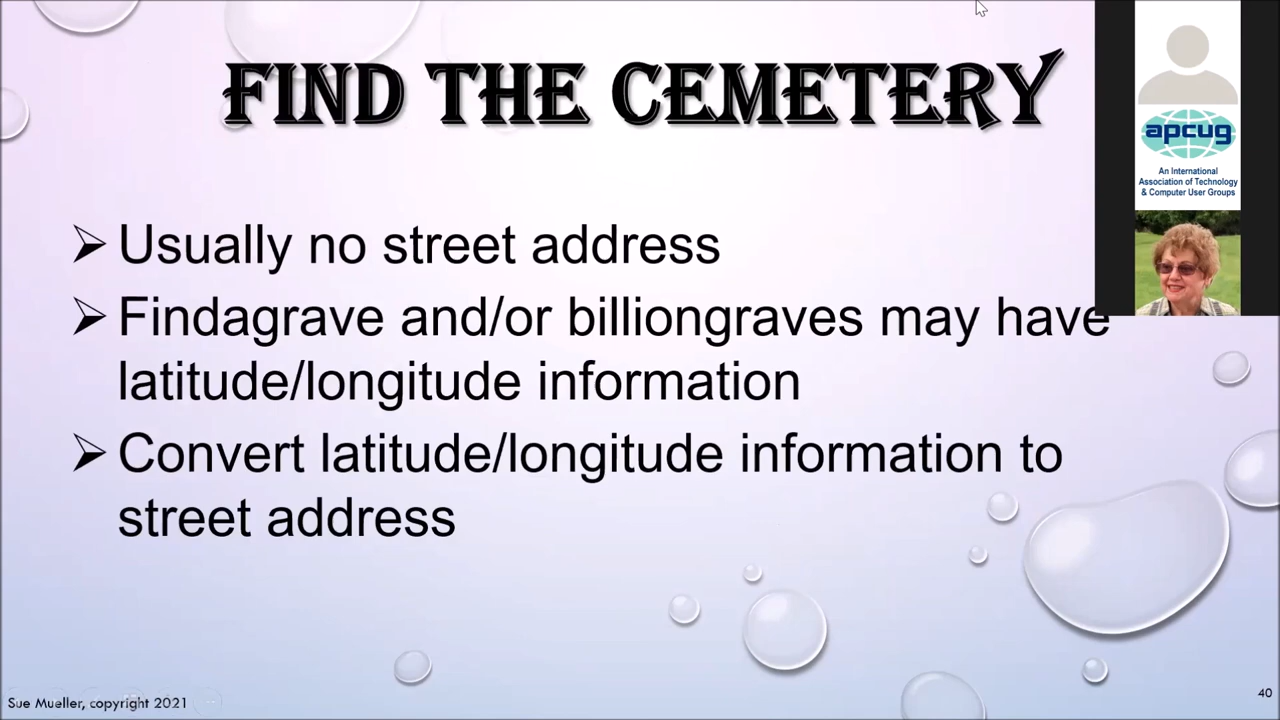 FIND THE CEMETERY
apcug
An International
Association of Technology
& Computer User Groups
➢ Usually no street address
➢ Findagrave and/or billiongraves may have
latitude/longitude information
➢ Convert latitude/longitude information to
street address
Sue Mueller, copyright 2021
40